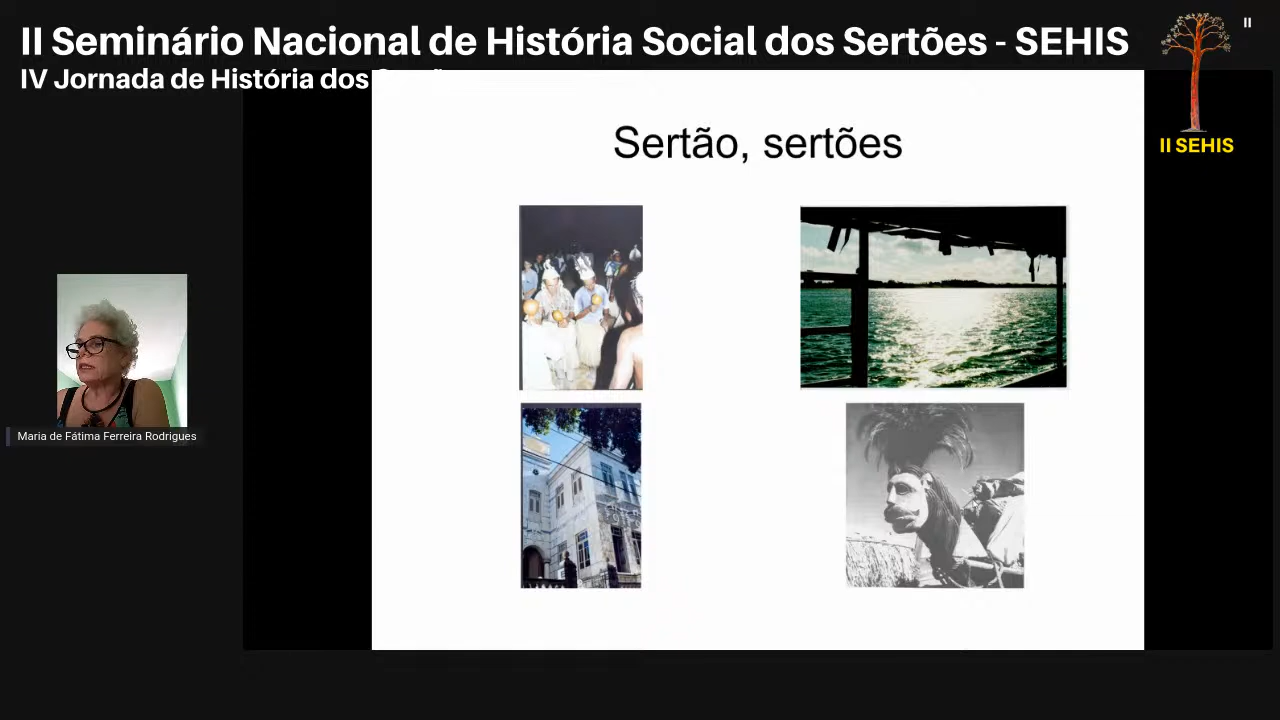 II Seminário Nacional de História Social dos Sertões - SEHIS
IV Jornada de História dos
II
II SEHIS
Sertão, sertões
Maria de Fátima Ferreira Rodrigues